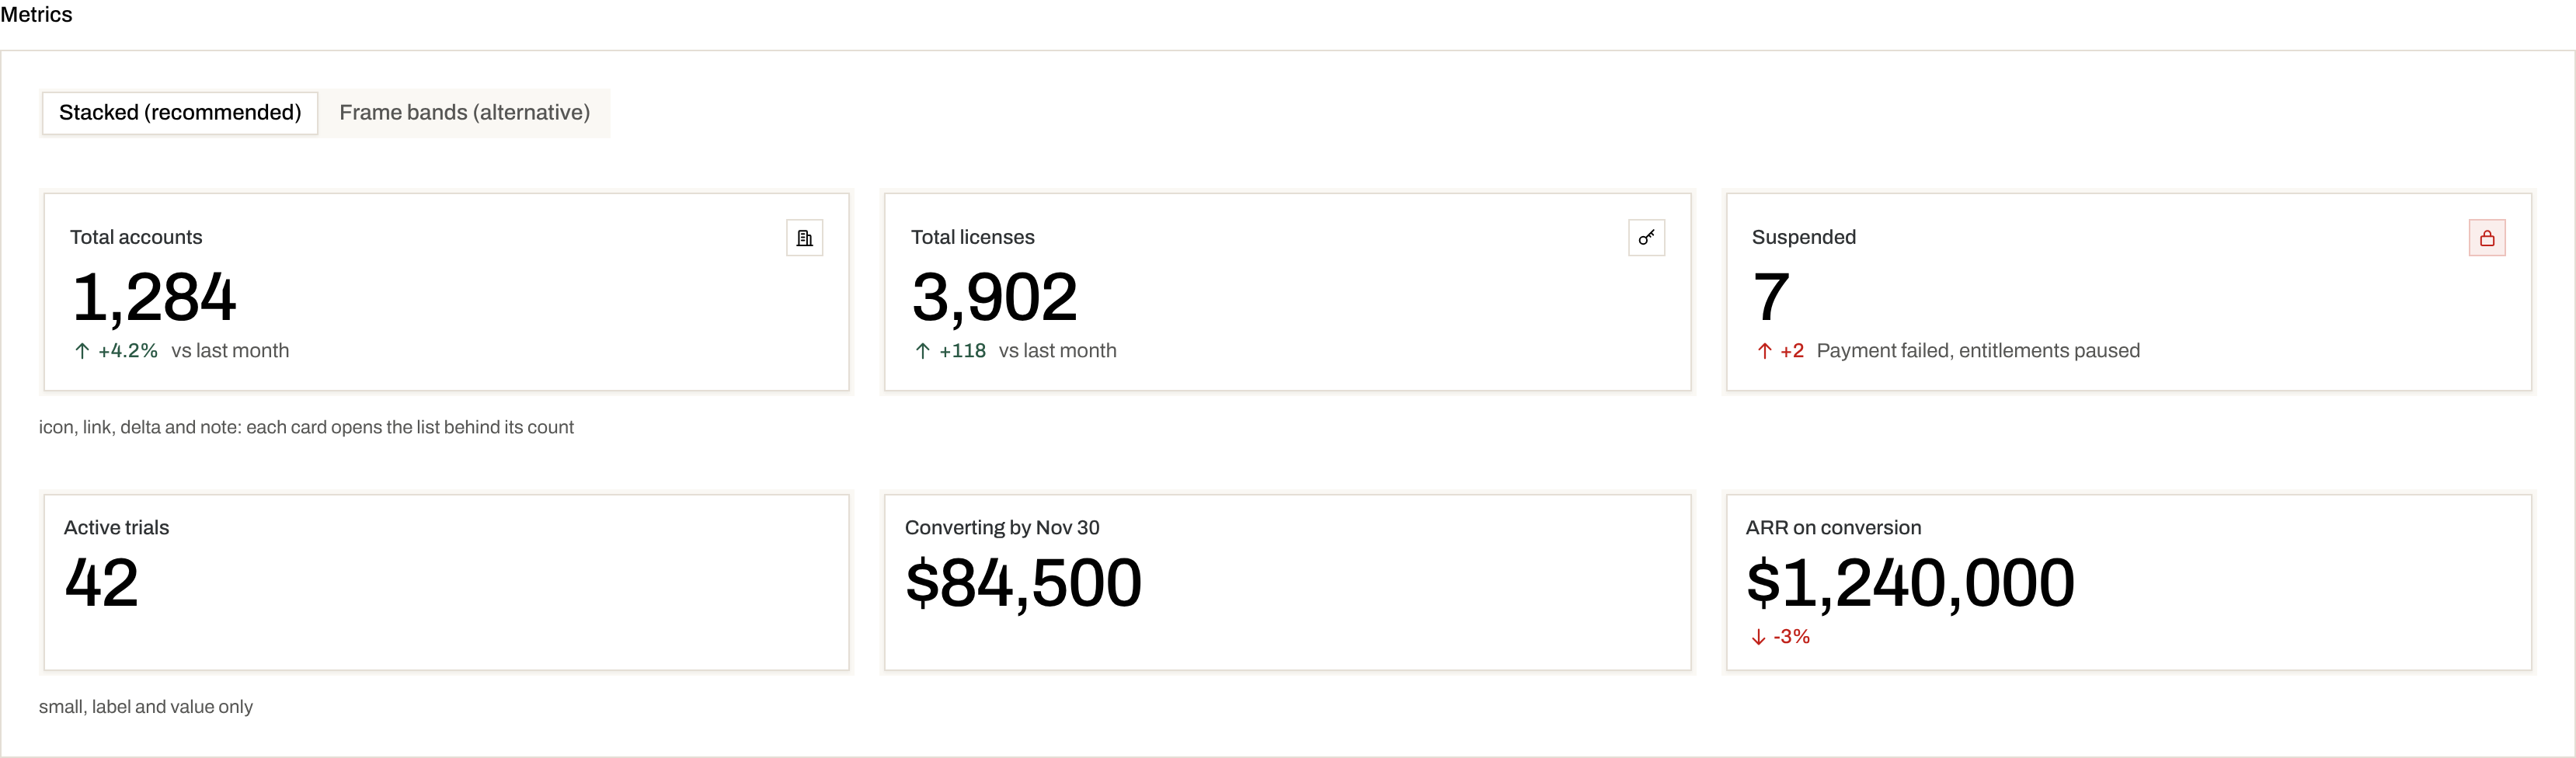 Metrics
Stacked (recommended) Frame bands (alternative)
Total accounts
1,284
↑ +4.2% vs last month
Total licenses
3,902
↑ +118 vs last month
Suspended
7
↑ +2 Payment failed, entitlements paused
icon, link, delta and note: each card opens the list behind its count
Active trials
42
Converting by Nov 30
$84,500
ARR on conversion
$1,240,000
↓ -3%
small, label and value only